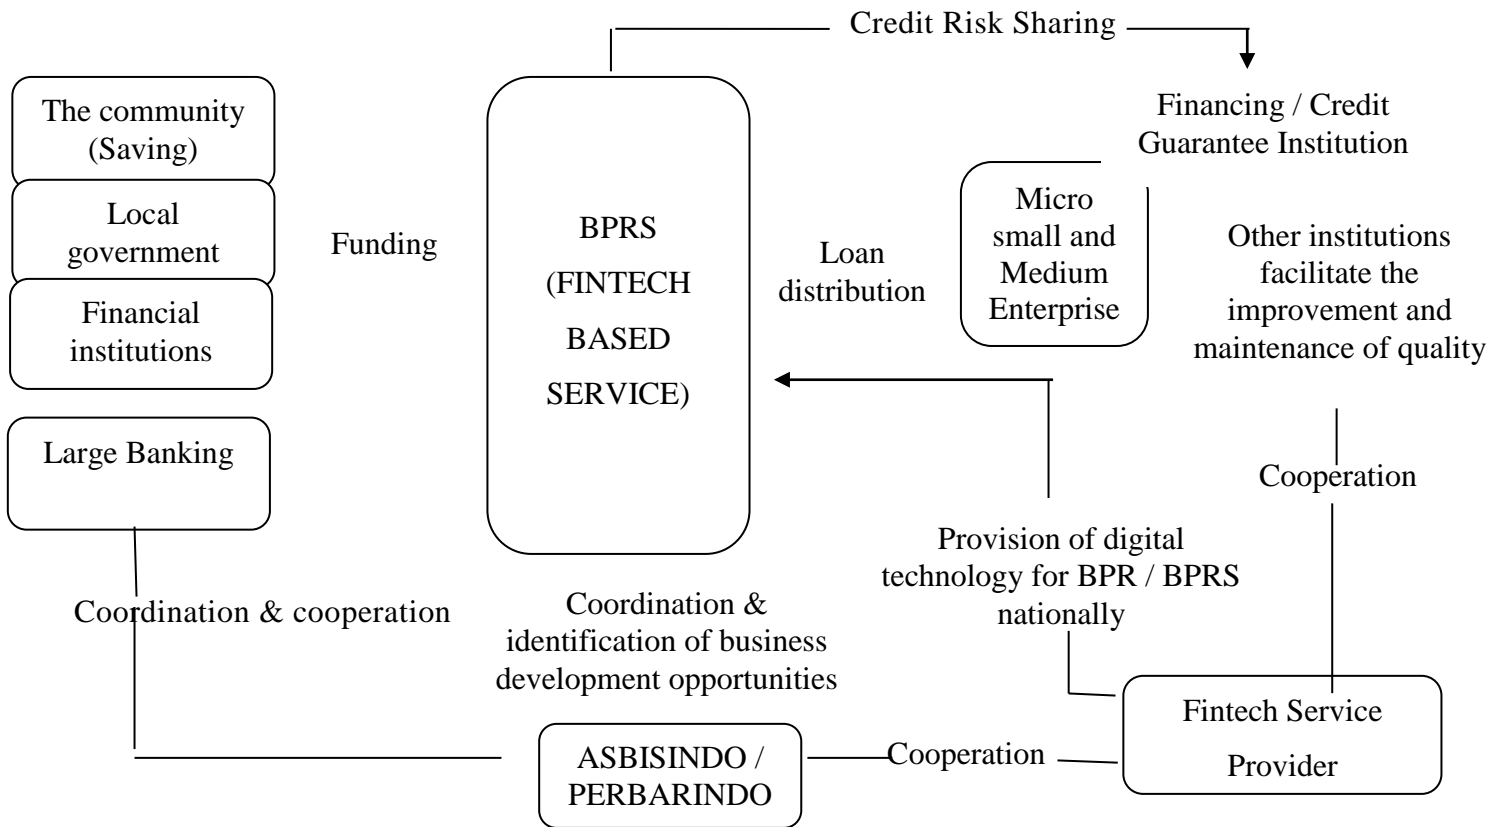 Credit Risk Sharing
The community
(Saving)
Local
government
Financial
institutions
Large Banking
Funding
BPRS
(FINTECH
BASED
SERVICE)
Loan
distribution
Financing / Credit
Guarantee Institution
Micro
small and
Medium
Enterprise
Other institutions
facilitate the
improvement and
maintenance of quality
Cooperation
Provision of digital
technology for BPR / BPRS
nationally
Coordination & cooperation
Coordination &
identification of business
development opportunities
ASBISINDO /
PERBARINDO
Cooperation
Fintech Service
Provider